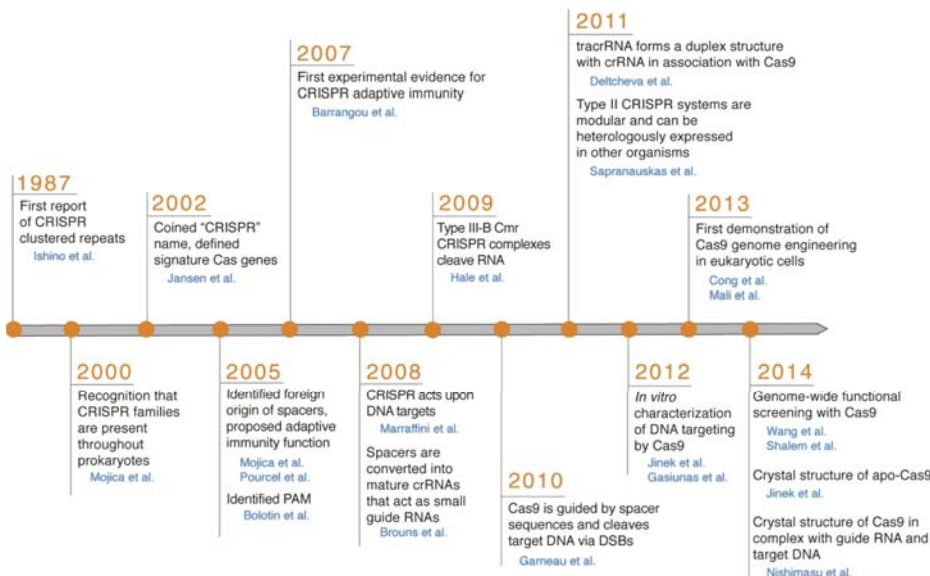 1987
First report
of CRISPR
clustered repeats
Ishino et al.
2000
Recognition that
CRISPR families
are present
throughout
prokaryotes
Mojica et al.
2002
Coined “CRISPR”
name, defined
signature Cas genes
Jansen et al.
2005
Identified foreign
origin of spacers,
proposed adaptive
immunity function
Mojica et al.
Pourcel et al.
Identified PAM
Bolotin et al.
2007
First experimental evidence for
CRISPR adaptive immunity
Barrangou et al.
2008
CRISPR acts upon
DNA targets
Marraffini et al.
Spacers are
converted into
mature crRNAs
that act as small
guide RNAs
Brouns et al.
2009
Type III-B Cmr
CRISPR complexes
cleave RNA
Hale et al.
2010
Cas9 is guided by spacer
sequences and cleaves
target DNA via DSBs
Garneau et al.
2011
tracrRNA forms a duplex structure
with crRNA in association with Cas9
Deltcheva et al.
Type II CRISPR systems are
modular and can be
heterologously expressed
in other organisms
Sapranauskas et al.
2012
In vitro
characterization
of DNA targeting
by Cas9
Jinek et al.
Gasiunas et al.
2013
First demonstration of
Cas9 genome engineering
in eukaryotic cells
Cong et al.
Mali et al.
2014
Genome-wide functional
screening with Cas9
Wang et al.
Shalem et al.
Crystal structure of apo-Cas9
Jinek et al.
Crystal structure of Cas9 in
complex with guide RNA and
target DNA
Nishimasu et al.